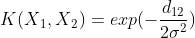 K(X_1, X_2) = exp(-\frac{d_{12}}{2\sigma^2})